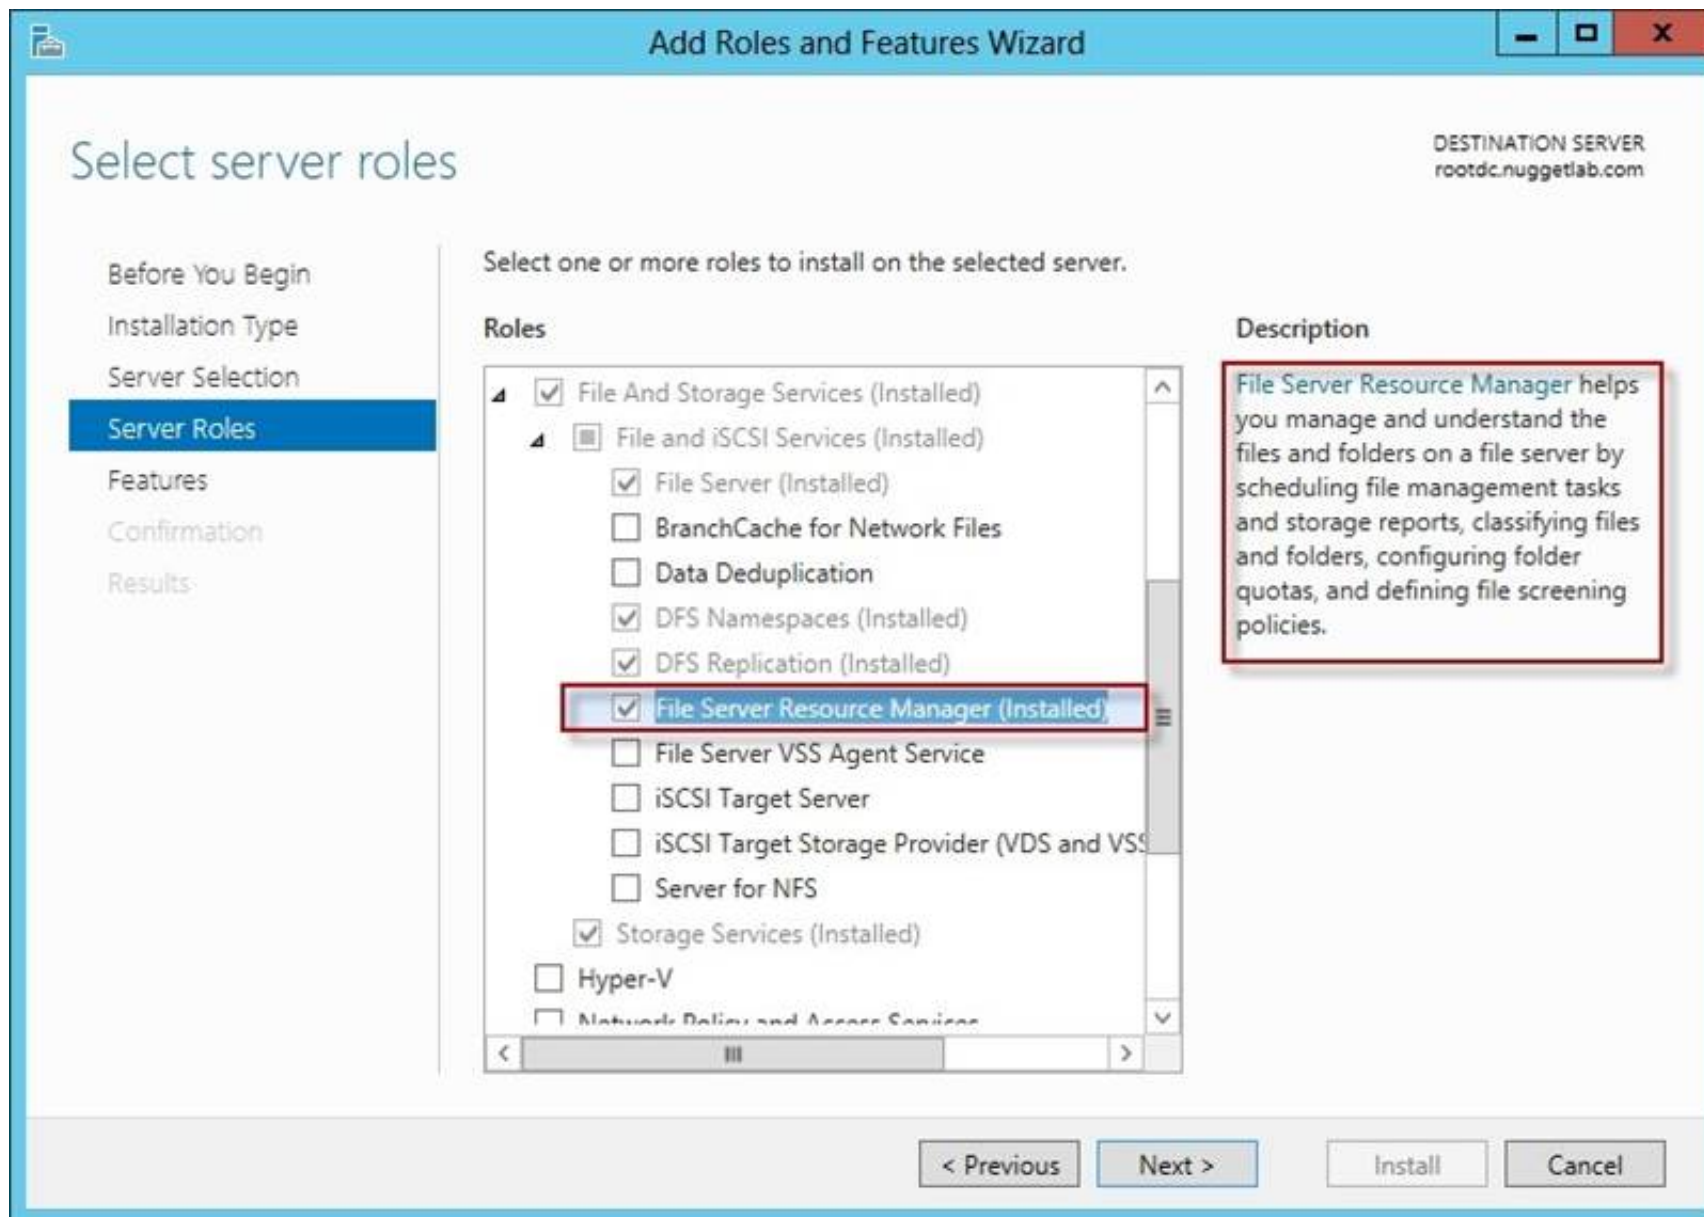 Add Roles and Features Wizard
Select server roles
DESTINATION SERVER
rootdc.nuggetlab.com
Before You Begin
Installation Type
Server Selection
Server Roles
Features
Confirmation
Results
Select one or more roles to install on the selected server.
Roles
File And Storage Services (Installed)
File and iSCSI Services (Installed)
File Server (Installed)
BranchCache for Network Files
Data Deduplication
DFS Namespaces (Installed)
DFS Replication (Installed)
File Server Resource Manager (Installed)
File Server VSS Agent Service
iSCSI Target Server
iSCSI Target Storage Provider (VDS and VSS
Server for NFS
Storage Services (Installed)
Hyper-V
Network Policy and Access Services
Description
File Server Resource Manager helps
you manage and understand the
files and folders on a file server by
scheduling file management tasks
and storage reports, classifying files
and folders, configuring folder
quotas, and defining file screening
policies.
< Previous
Next >
Install
Cancel